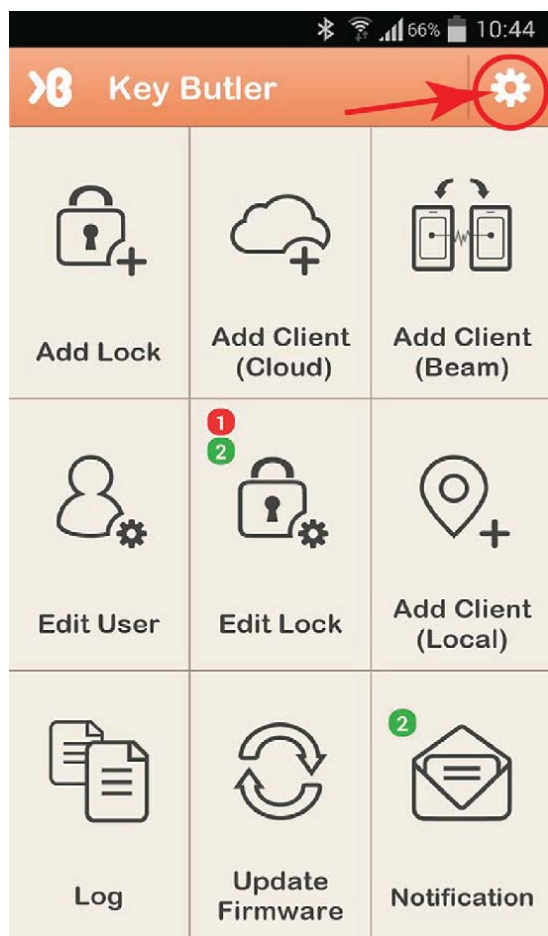 66% 10:44
Key Butler
Add Lock
Add Client
(Cloud)
Add Client
(Beam)
1
2
Edit User
Edit Lock
Add Client
(Local)
2
Log
Update
Firmware
Notification